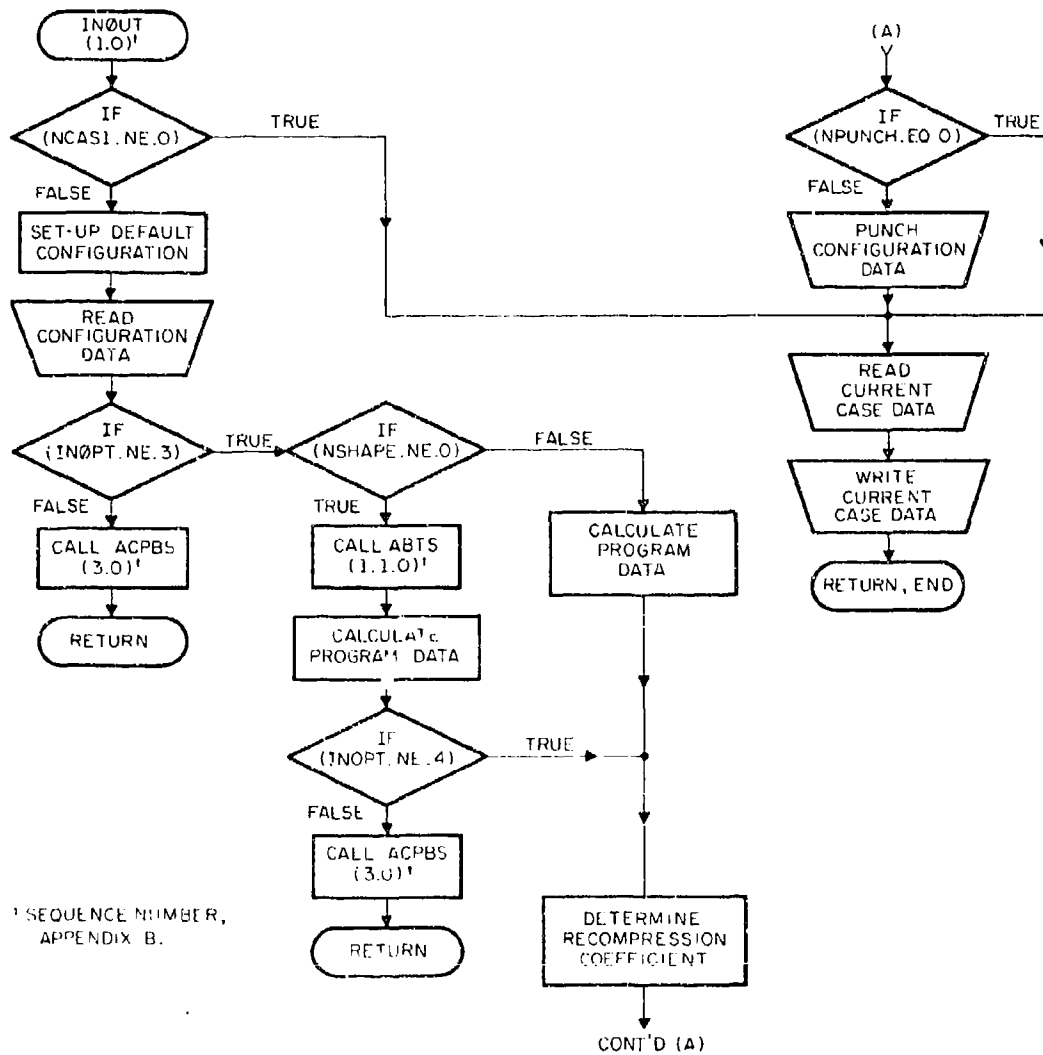 INØUT
(1.0)¹
IF
(NCAS1.NE.0)
TRUE
FALSE
SET-UP DEFAULT
CONFIGURATION
READ
CONFIGURATION
DATA
IF
(INØPT.NE.3)
TRUE
FALSE
CALL ACPBS
(3.0)¹
RETURN
IF
(NSHAPE.NE.0)
FALSE
TRUE
CALL ABTS
(1.1.0)¹
CALCULATE
PROGRAM DATA
IF
(INOPT.NE.4)
TRUE
FALSE
CALL ACPBS
(3.0)¹
RETURN
CALCULATE
PROGRAM
DATA
DETERMINE
RECOMPRESSION
COEFFICIENT
CONT'D (A)
(A)
IF
(NPUNCH.EQ 0)
TRUE
FALSE
PUNCH
CONFIGURATION
DATA
READ
CURRENT
CASE DATA
WRITE
CURRENT
CASE DATA
RETURN, END
¹ SEQUENCE NUMBER,
APPENDIX B.